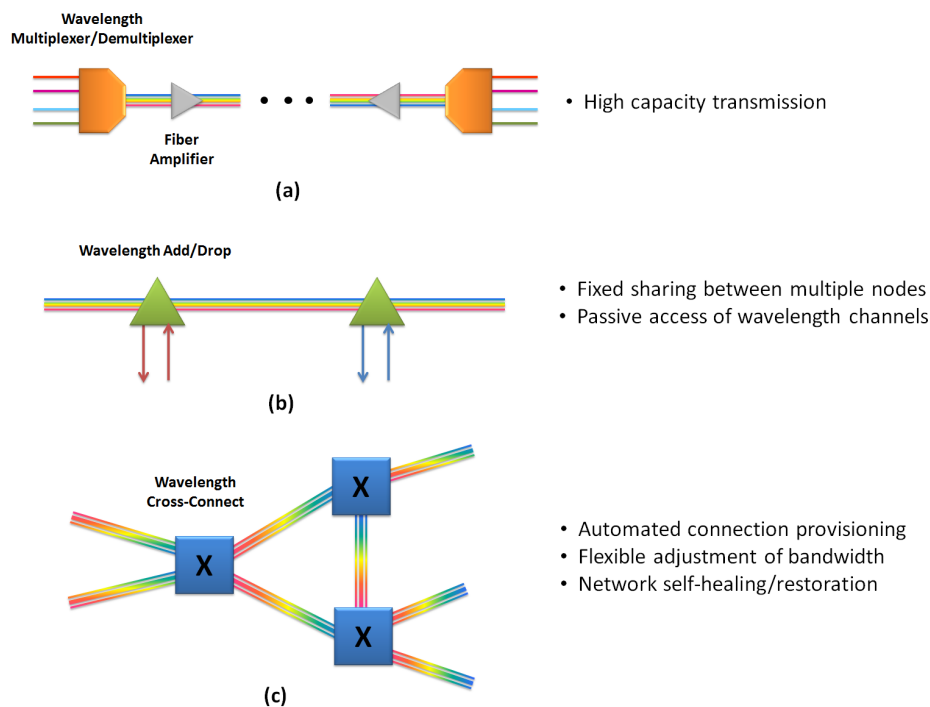 Wavelength
Multiplexer/Demultiplexer
• High capacity transmission
Fiber
Amplifier
(a)
Wavelength Add/Drop
• Fixed sharing between multiple nodes
• Passive access of wavelength channels
(b)
Wavelength
Cross-Connect
X
X
X
• Automated connection provisioning
• Flexible adjustment of bandwidth
• Network self-healing/restoration
(c)